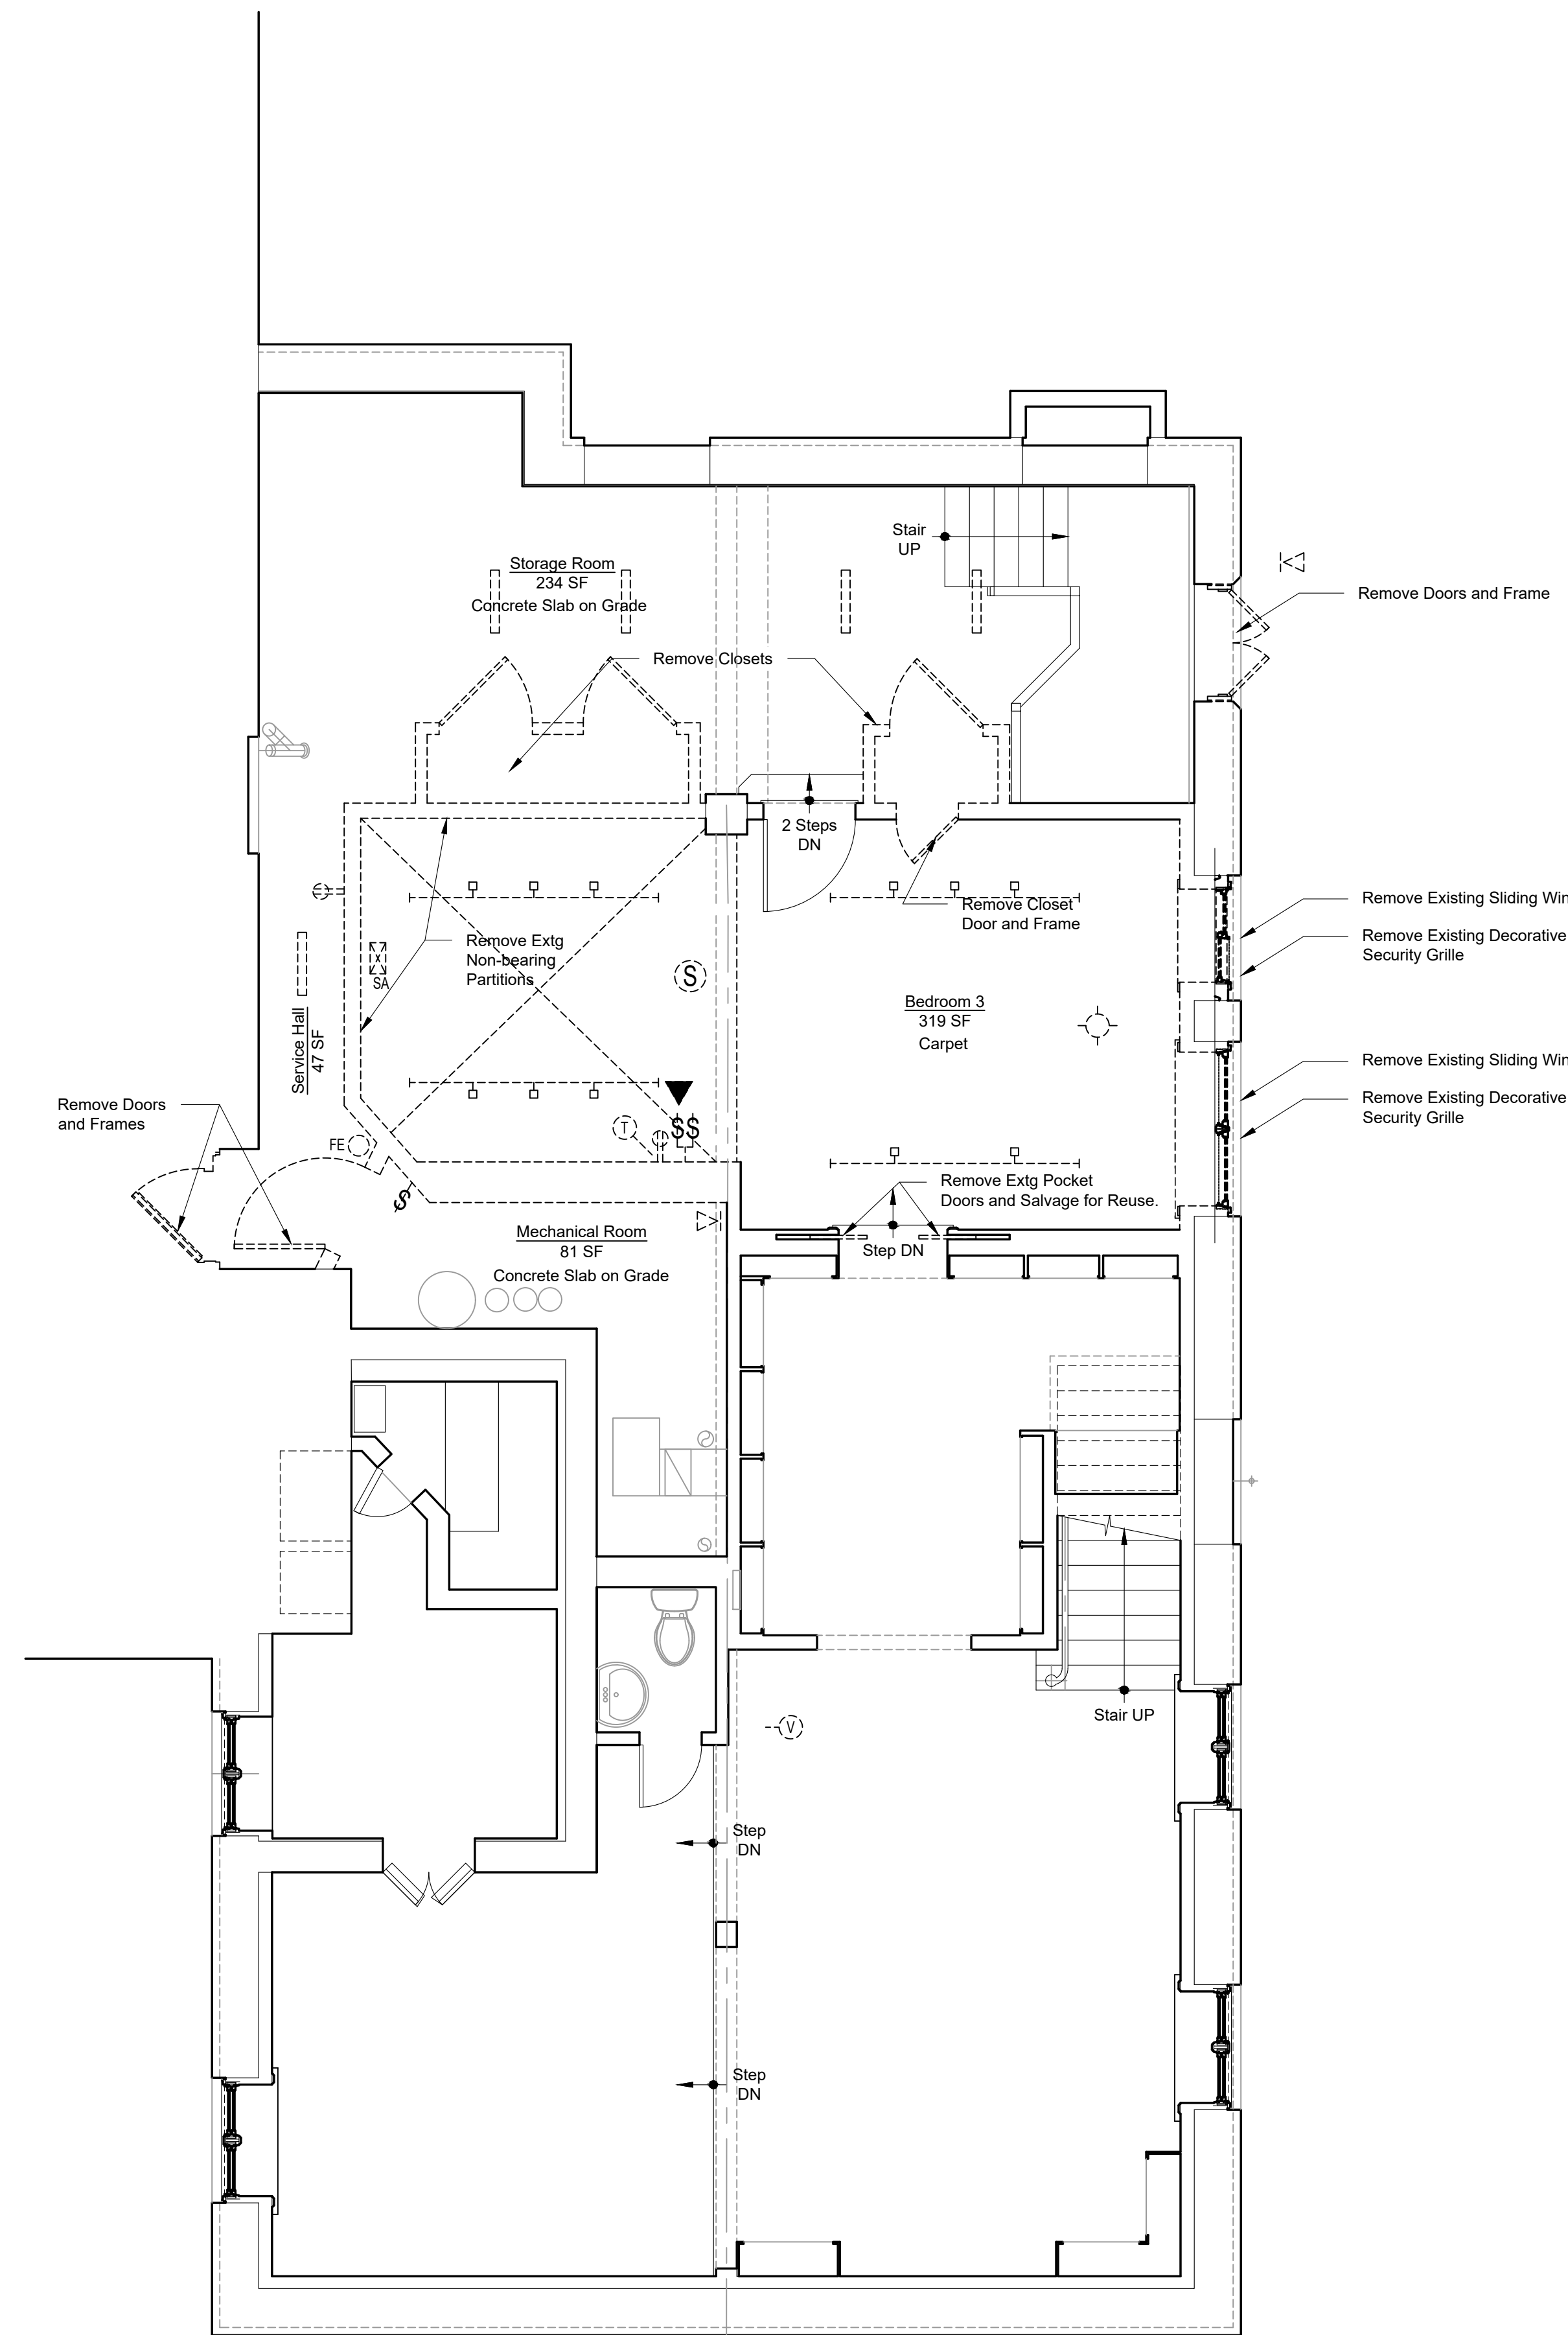 Stair
UP
Storage Room
234 SF
Concrete Slab on Grade
Remove Doors and Frame
Remove Closets
2 Steps
DN
Remove Closet
Door and Frame
Remove Existing Sliding Win
Remove Existing Decorative
Security Grille
Remove Extg
Non-bearing
Partitions
SA
S
Bedroom 3
319 SF
Carpet
Service Hall
47 SF
Remove Existing Sliding Win
Remove Existing Decorative
Security Grille
Remove Doors
and Frames
FE
T
$$
$
Remove Extg Pocket
Doors and Salvage for Reuse.
Step DN
Mechanical Room
81 SF
Concrete Slab on Grade
Stair UP
V
Step
DN
Step
DN